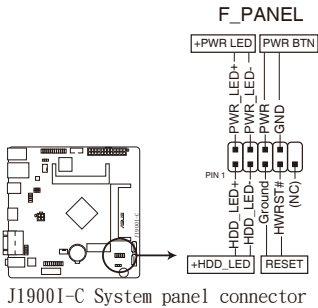 F_PANEL
+PWR LED
PWR BTN
PWR_LED+
PWR_LED-
PWR
GND
PIN 1
HDD_LED+
HDD_LED-
Ground
HWRST#
(NC)
+HDD_LED
RESET
J1900I-C
J1900I-C System panel connector